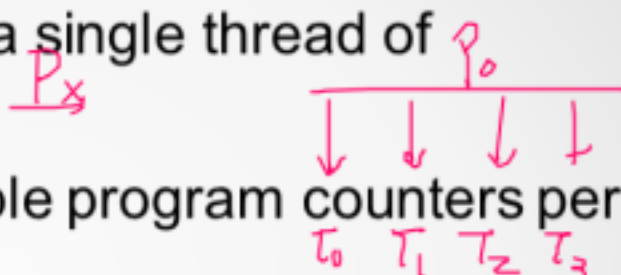 a single thread of P₀
Pₓ
ple program counters per
T₀ T₁ T₂ T₃